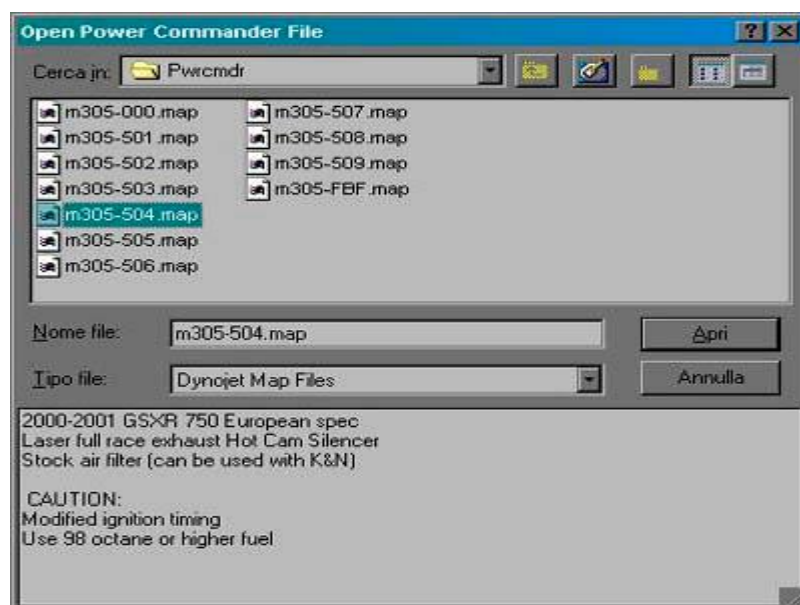 Open Power Commander File
Cerca in: Pwrcmdr
m305-000.map
m305-501.map
m305-502.map
m305-503.map
m305-504.map
m305-505.map
m305-506.map
m305-507.map
m305-508.map
m305-509.map
m305-FBF.map
Nome file: m305-504.map Apri
Tipo file: Dynojet Map Files Annulla
2000-2001 GSXR 750 European spec
Laser full race exhaust Hot Cam Silencer
Stock air filter (can be used with K&N)
CAUTION:
Modified ignition timing
Use 98 octane or higher fuel